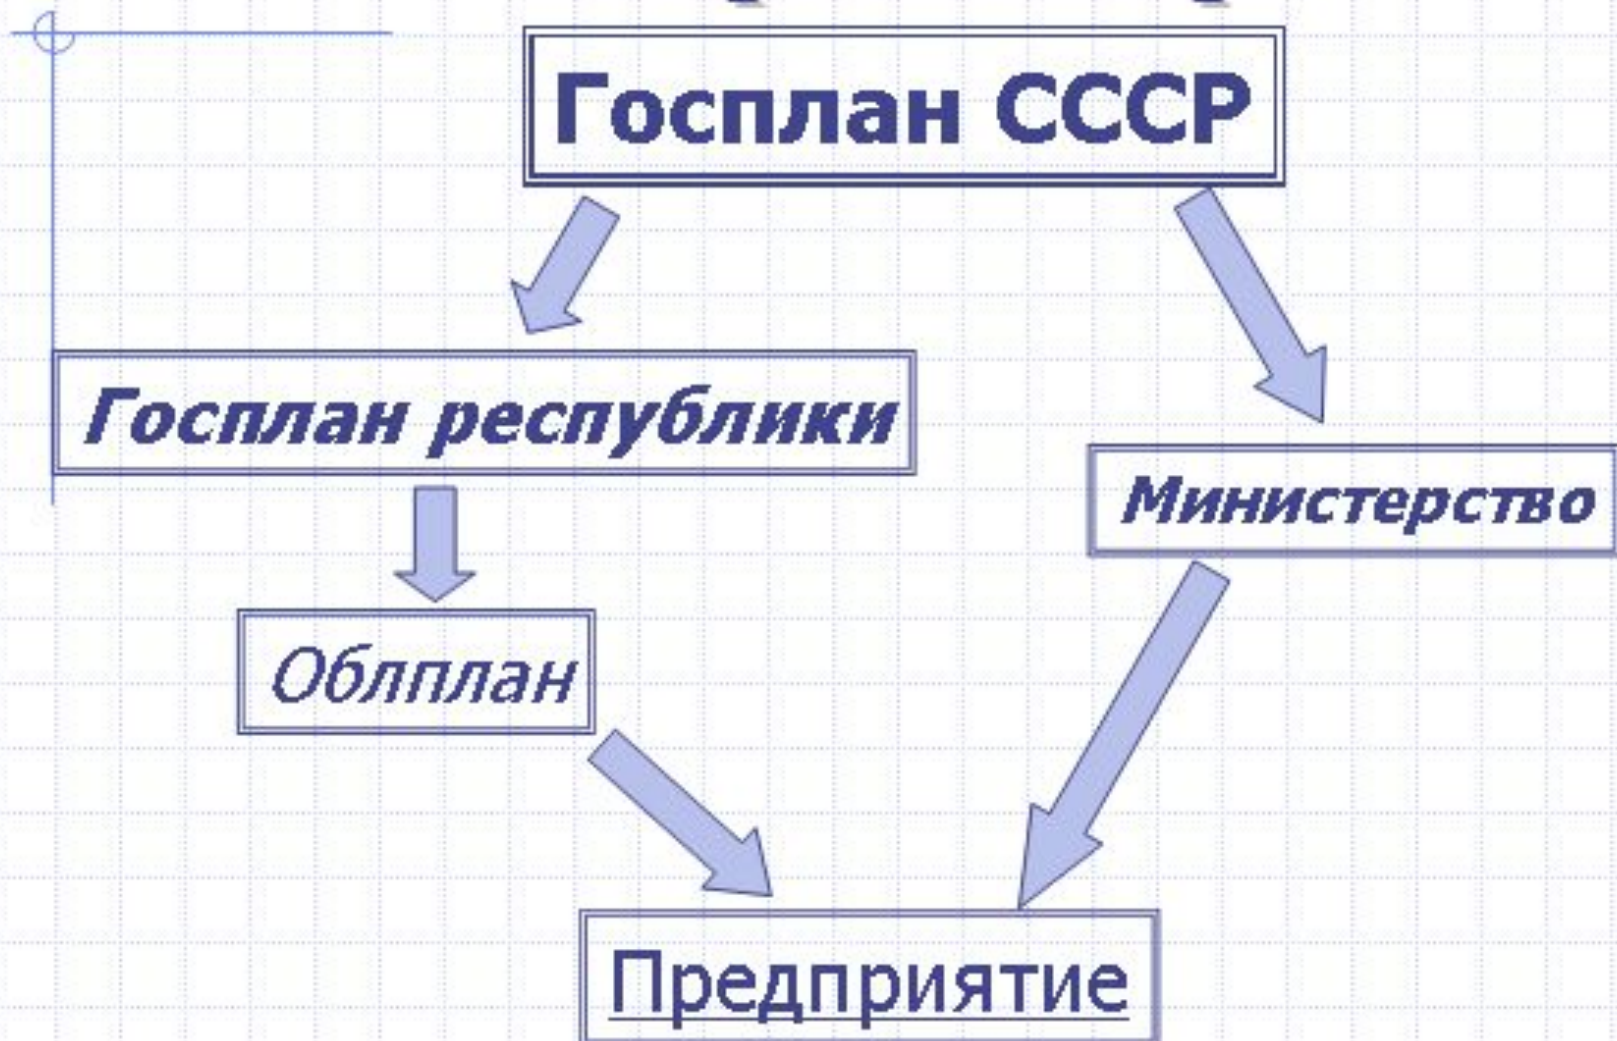 Госплан СССР
Госплан республики
Министерство
Облплан
Предприятие